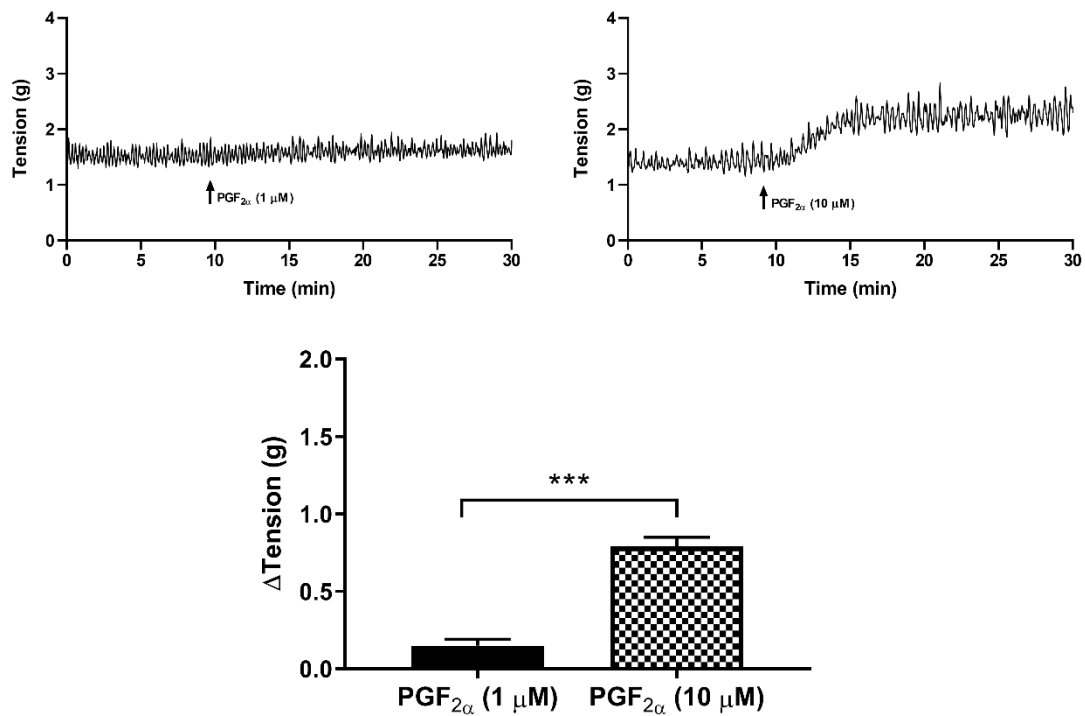 4
3
2
1
0
Tension (g)
PGF2α (1 μM)
0 5 10 15 20 25 30
Time (min)
4
3
2
1
0
Tension (g)
PGF2α (10 μM)
0 5 10 15 20 25 30
Time (min)
2.0
1.5
1.0
0.5
0.0
ΔTension (g)
***
PGF2α (1 μM) PGF2α (10 μM)